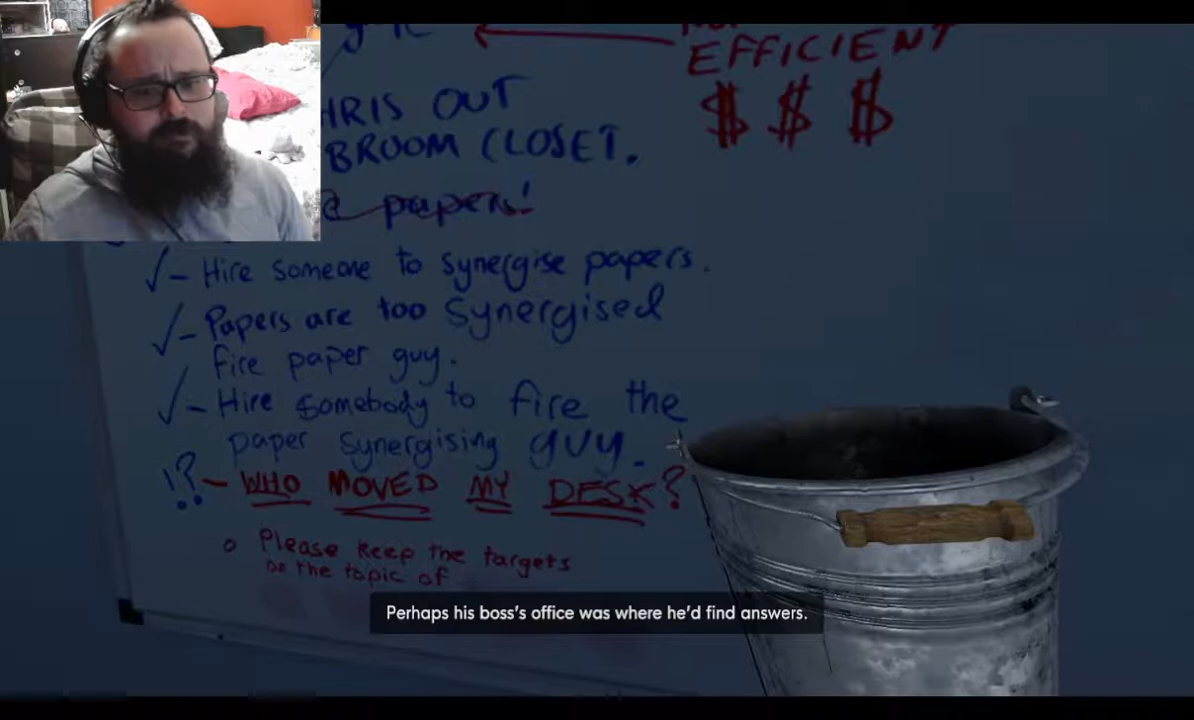 EFFICIENT
$ $ $
HRIS OUT
BROOM CLOSET.
papers!
✓ - Hire someone to synergise papers.
✓ - Papers are too synergised
fire paper guy.
✓ - Hire somebody to fire the
paper synergising guy.
!? - WHO MOVED MY DESK?
o Please keep the targets
on the topic of
Perhaps his boss's office was where he'd find answers.